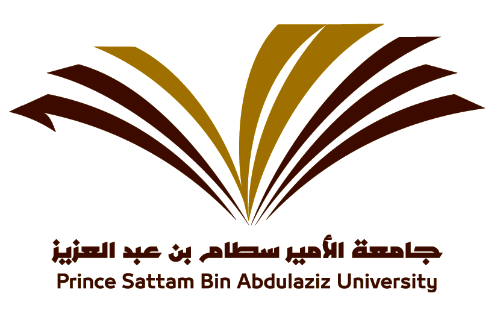 جامعة الأمير سطام بن عبد العزيز
Prince Sattam Bin Abdulaziz University